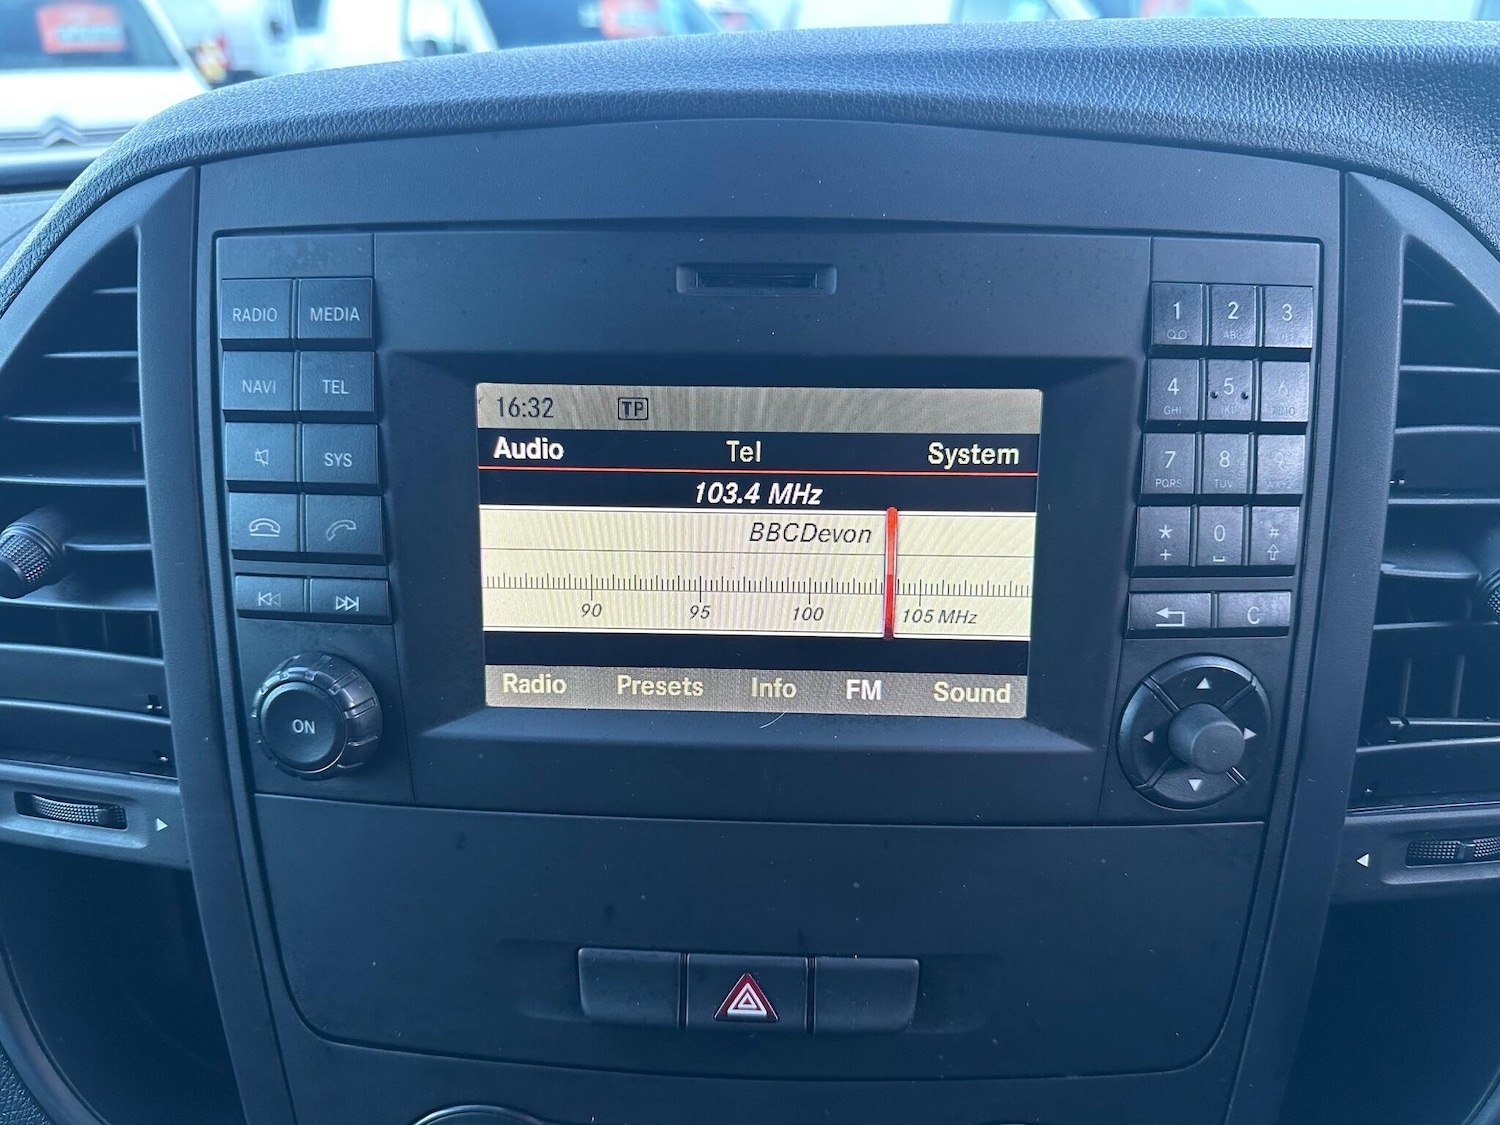 RADIO MEDIA
NAVI TEL
SYS
ON
16:32 TP
Audio Tel System
103.4 MHz
BBCDevon
90 95 100 105 MHz
Radio Presets Info FM Sound
1 2 3
4 5 6
GHI
7 8 9
PQRS TUV
* 0 #
+
C